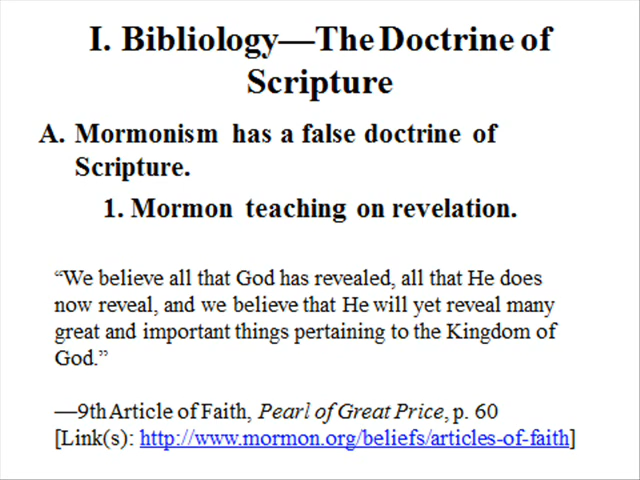 I. Bibliology—The Doctrine of
Scripture
A. Mormonism has a false doctrine of
Scripture.
1. Mormon teaching on revelation.
“We believe all that God has revealed, all that He does
now reveal, and we believe that He will yet reveal many
great and important things pertaining to the Kingdom of
God.”
—9th Article of Faith, Pearl of Great Price, p. 60
[Link(s): http://www.mormon.org/beliefs/articles-of-faith]